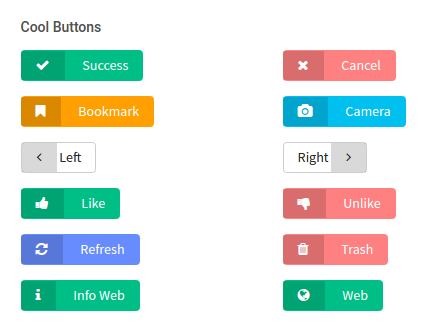 Cool Buttons
Success
Cancel
Bookmark
Camera
Left
Right
Like
Unlike
Refresh
Trash
Info Web
Web